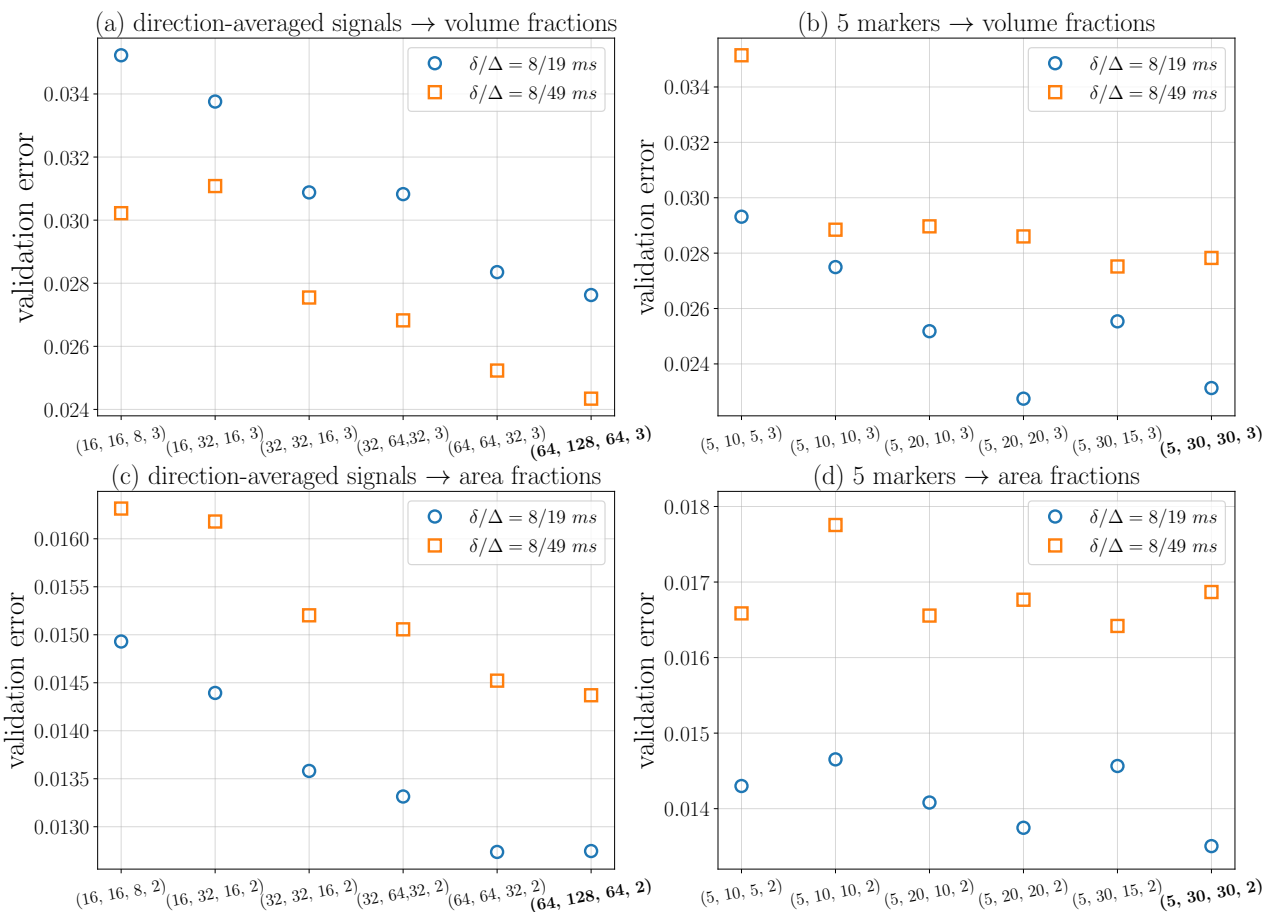 (a) direction-averaged signals → volume fractions
δ/Δ = 8/19 ms
δ/Δ = 8/49 ms
validation error
0.034
0.032
0.030
0.028
0.026
0.024
(16, 16, 8, 3)
(16, 32, 16, 3)
(32, 32, 16, 3)
(32, 64,32, 3)
(64, 64, 32, 3)
(64, 128, 64, 3)
(b) 5 markers → volume fractions
δ/Δ = 8/19 ms
δ/Δ = 8/49 ms
validation error
0.034
0.032
0.030
0.028
0.026
0.024
(5, 10, 5, 3)
(5, 10, 10, 3)
(5, 20, 10, 3)
(5, 20, 20, 3)
(5, 30, 15, 3)
(5, 30, 30, 3)
(c) direction-averaged signals → area fractions
δ/Δ = 8/19 ms
δ/Δ = 8/49 ms
validation error
0.0160
0.0155
0.0150
0.0145
0.0140
0.0135
0.0130
(16, 16, 8, 2)
(16, 32, 16, 2)
(32, 32, 16, 2)
(32, 64,32, 2)
(64, 64, 32, 2)
(64, 128, 64, 2)
(d) 5 markers → area fractions
δ/Δ = 8/19 ms
δ/Δ = 8/49 ms
validation error
0.018
0.017
0.016
0.015
0.014
(5, 10, 5, 2)
(5, 10, 10, 2)
(5, 20, 10, 2)
(5, 20, 20, 2)
(5, 30, 15, 2)
(5, 30, 30, 2)